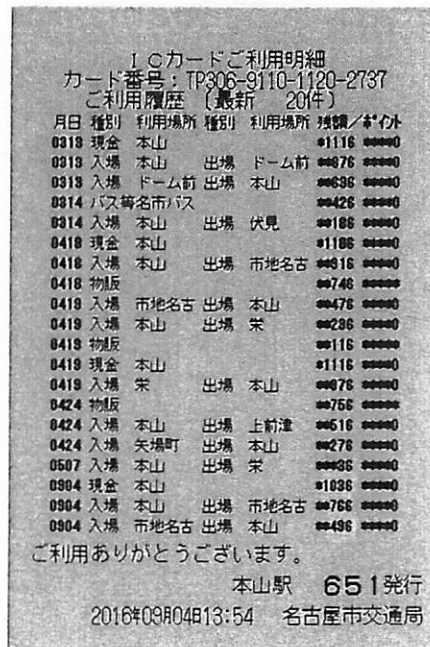 ICカードご利用明細
カード番号:TP306-9110-1120-2737
ご利用履歴 (最新 20件)
月日 種別 利用場所 種別 利用場所 残額/ポイント
0313 現金 本山 *1116 *****0
0313 入場 本山 出場 ドーム前 **876 *****0
0313 入場 ドーム前 出場 本山 **636 *****0
0314 バス等名市バス **426 *****0
0314 入場 本山 出場 伏見 **186 *****0
0418 現金 本山 *1186 *****0
0418 入場 本山 出場 市地名古 **916 *****0
0418 物販 **746 ******
0419 入場 市地名古 出場 本山 **476 *****0
0419 入場 本山 出場 栄 **236 *****0
0419 物販 **116 ******
0419 現金 本山 *1116 *****0
0419 入場 栄 出場 本山 **876 *****0
0424 物販 **756 ******
0424 入場 本山 出場 上前津 **516 *****0
0424 入場 矢場町 出場 本山 **276 *****0
0507 入場 本山 出場 栄 ***36 *****0
0904 現金 本山 *1036 *****0
0904 入場 本山 出場 市地名古 **766 *****0
0904 入場 市地名古 出場 本山 **496 *****0
ご利用ありがとうございます。
本山駅 651発行
2016年09月04日13:54 名古屋市交通局